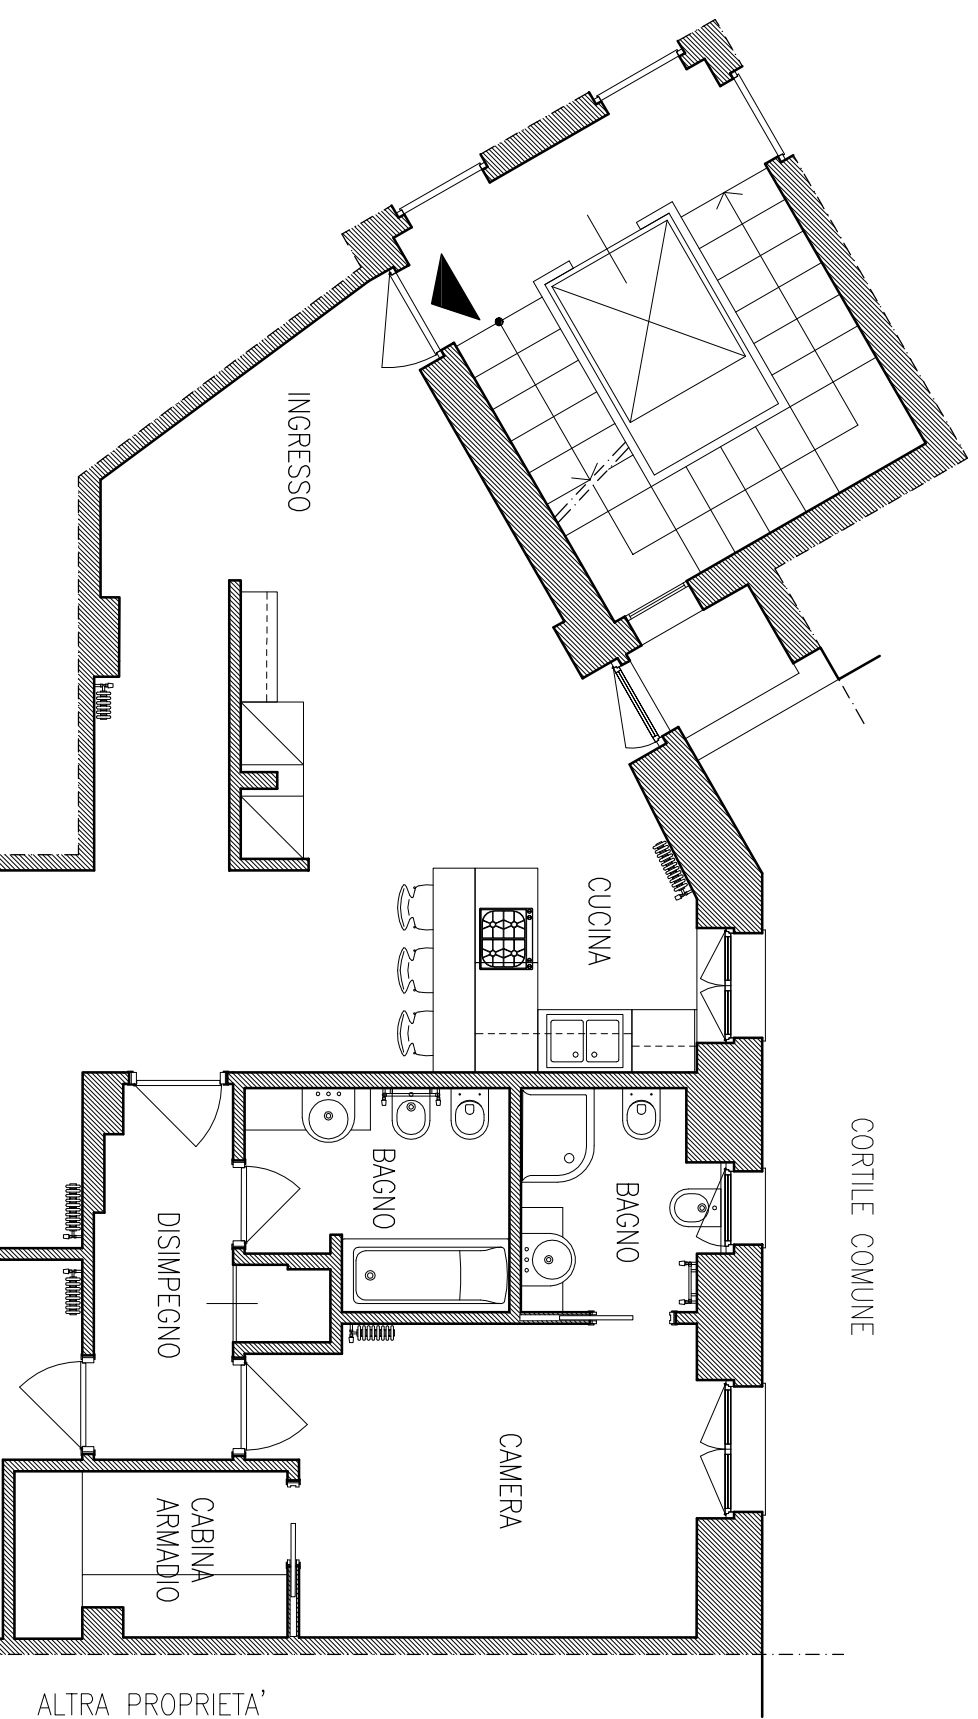 INGRESSO
CUCINA
CORTILE COMUNE
BAGNO
BAGNO
DISIMPEGNO
CAMERA
CABINA
ARMADIO
ALTRA PROPRIETA'